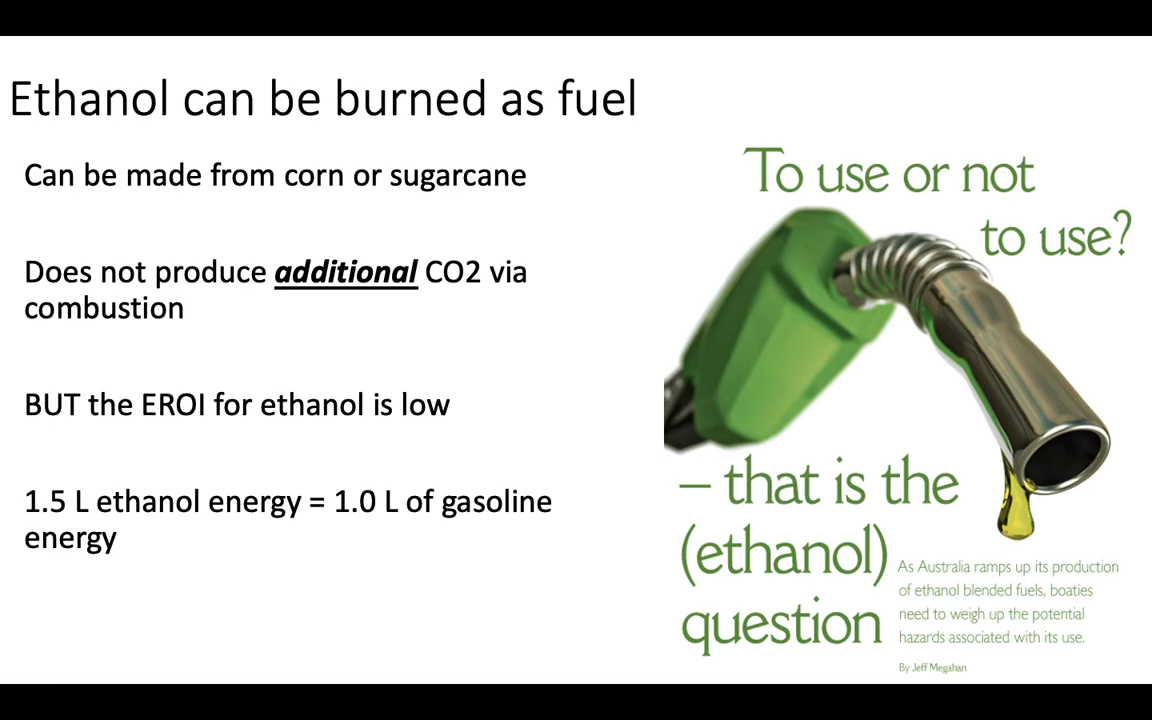 Ethanol can be burned as fuel
Can be made from corn or sugarcane
Does not produce additional CO2 via
combustion
BUT the EROI for ethanol is low
1.5 L ethanol energy = 1.0 L of gasoline
energy
To use or not
to use?
– that is the
(ethanol)
question
As Australia ramps up its production
of ethanol blended fuels, boaties
need to weigh up the potential
hazards associated with its use.
By Jeff Megahan